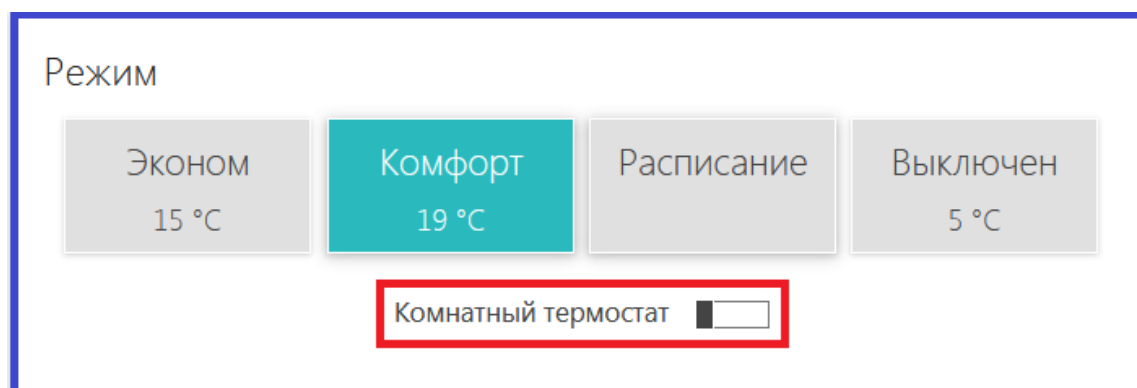 Режим
Эконом
15 °C
Комфорт
19 °C
Расписание
Выключен
5 °C
Комнатный термостат